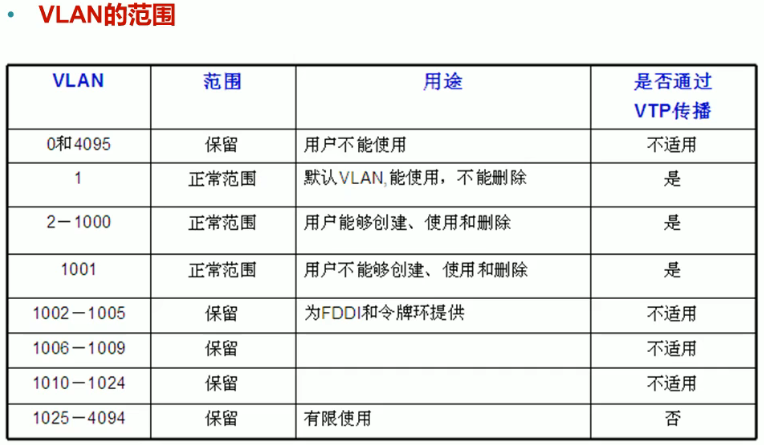 • VLAN的范围
VLAN 范围 用途 是否通过
VTP传播
0和4095 保留 用户不能使用 不适用
1 正常范围 默认VLAN,能使用，不能删除 是
2－1000 正常范围 用户能够创建、使用和删除 是
1001 正常范围 用户不能够创建、使用和删除 是
1002－1005 保留 为FDDI和令牌环提供 不适用
1006－1009 保留 不适用
1010－1024 保留 不适用
1025－4094 保留 有限使用 否